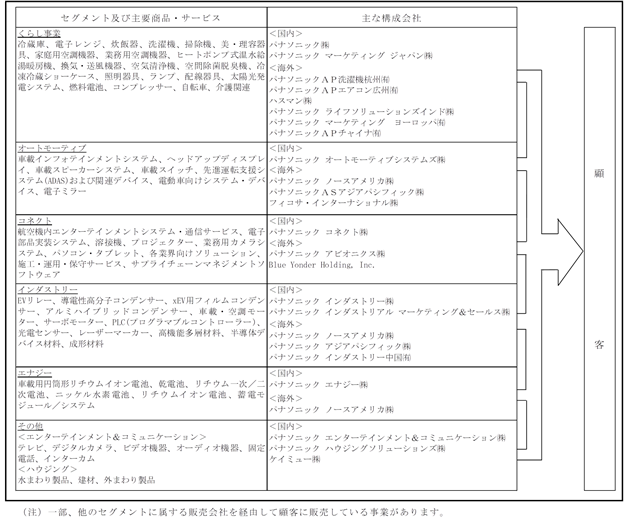 セグメント及び主要商品・サービス
主な構成会社
くらし事業
冷蔵庫、電子レンジ、炊飯器、洗濯機、掃除機、美・理容器
具、家庭用空調機器、業務用空調機器、ヒートポンプ式温水給
湯暖房機、換気・送風機器、空気清浄機、空間除菌脱臭機、冷
凍冷蔵ショーケース、照明器具、ランプ、配線器具、太陽光発
電システム、燃料電池、コンプレッサー、自転車、介護関連
<国内>
パナソニック㈱
パナソニック マーケティング ジャパン㈱
<海外>
パナソニックＡＰ洗濯機杭州㈲
パナソニックＡＰエアコン広州㈲
ハスマン㈱
パナソニック ライフソリューションズインド㈱
パナソニック マーケティング ヨーロッパ㈲
パナソニックＡＰチャイナ㈲
オートモーティブ
車載インフォテインメントシステム、ヘッドアップディスプレ
イ、車載スピーカーシステム、車載スイッチ、先進運転支援シ
ステム(ADAS)および関連デバイス、電動車向けシステム・デバ
イス、電子ミラー
<国内>
パナソニック オートモーティブシステムズ㈱
<海外>
パナソニック ノースアメリカ㈱
パナソニックＡＳアジアパシフィック㈱
フィコサ・インターナショナル㈱
コネクト
航空機内エンターテインメントシステム・通信サービス、電子
部品実装システム、溶接機、プロジェクター、業務用カメラシ
ステム、パソコン・タブレット、各業界向けソリューション、
施工・運用・保守サービス、サプライチェーンマネジメントソ
フトウェア
<国内>
パナソニック コネクト㈱
<海外>
パナソニック アビオニクス㈱
Blue Yonder Holding, Inc.
インダストリー
EVリレー、導電性高分子コンデンサー、xEV用フィルムコンデン
サー、アルミハイブリッドコンデンサー、車載・空調モー
ター、サーボモーター、PLC(プログラマブルコントローラー)、
光電センサー、レーザーマーカー、高機能多層材料、半導体デ
バイス材料、成形材料
<国内>
パナソニック インダストリー㈱
パナソニック インダストリアル マーケティング＆セールス㈱
<海外>
パナソニック ノースアメリカ㈱
パナソニック アジアパシフィック㈱
パナソニック インダストリー中国㈲
エナジー
車載用円筒形リチウムイオン電池、乾電池、リチウム一次／二
次電池、ニッケル水素電池、リチウムイオン電池、蓄電モ
ジュール／システム
<国内>
パナソニック エナジー㈱
<海外>
パナソニック ノースアメリカ㈱
その他
<エンターテインメント＆コミュニケーション>
テレビ、デジタルカメラ、ビデオ機器、オーディオ機器、固定
電話、インターカム
<ハウジング>
水まわり製品、建材、外まわり製品
<国内>
パナソニック エンターテインメント＆コミュニケーション㈱
パナソニック ハウジングソリューションズ㈱
ケイミュー㈱
顧
客
（注）一部、他のセグメントに属する販売会社を経由して顧客に販売している事業があります。